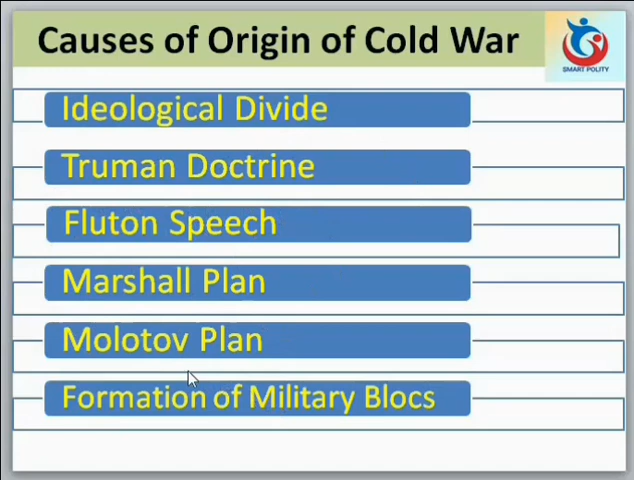 Causes of Origin of Cold War
SMART POLITY
Ideological Divide
Truman Doctrine
Fluton Speech
Marshall Plan
Molotov Plan
Formation of Military Blocs